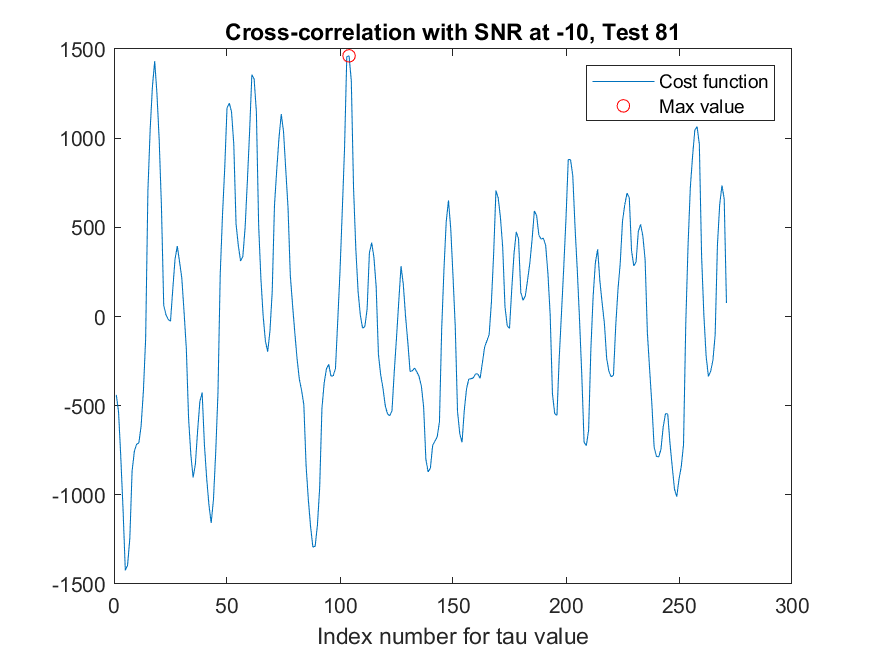 Cross-correlation with SNR at -10, Test 81
1500
1000
500
0
-500
-1000
-1500
0 50 100 150 200 250 300
Index number for tau value
Cost function
Max value